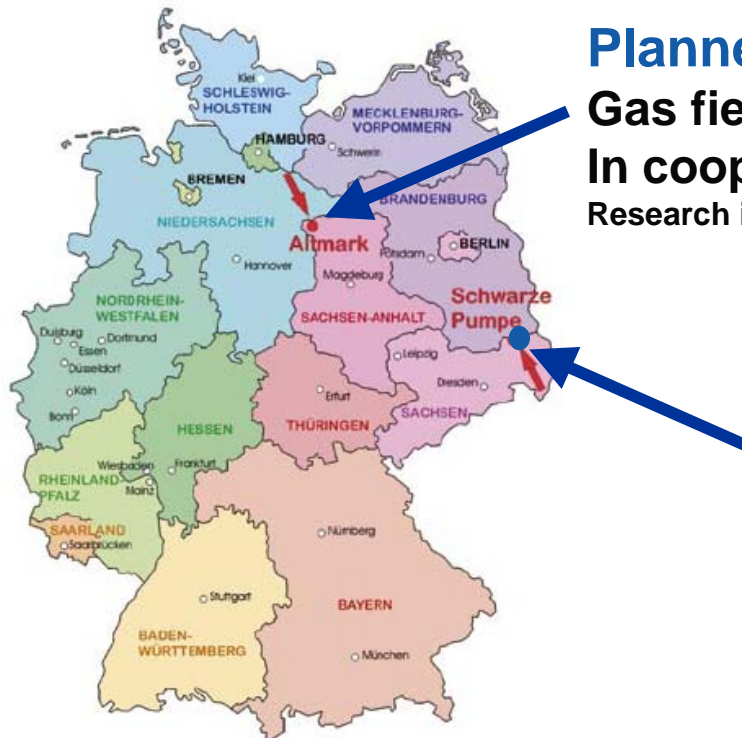 Planne
Gas fie
In coop
Research i
Kiel
SCHLESWIG-
HOLSTEIN
MECKLENBURG-
VORPOMMERN
HAMBURG
Schwerin
BREMEN
BRANDENBURG
NIEDERSACHSEN
Altmark
BERLIN
Potsdam
Hannover
Magdeburg
Schwarze
Pumpe
NORDRHEIN-
WESTFALEN
SACHSEN-ANHALT
Duisburg
Dortmund
Essen
Düsseldorf
Leipzig
Köln
Dresden
Erfurt
Bonn
SACHSEN
HESSEN
THÜRINGEN
Wiesbaden
Frankfurt
RHEINLAND-
PFALZ
Mainz
SAARLAND
Saarbrücken
Nürnberg
Stuttgart
BAYERN
BADEN-
WÜRTTEMBERG
München